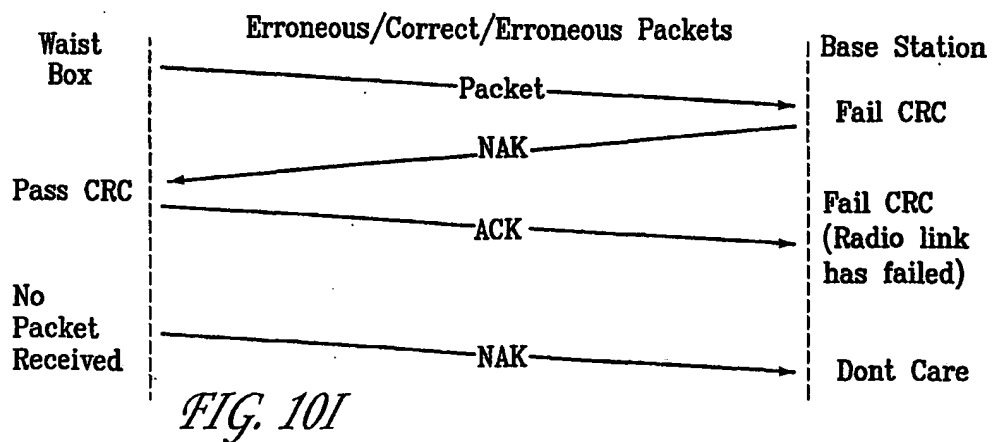 Erroneous/Correct/Erroneous Packets
Waist
Box
Base Station
Packet
Fail CRC
NAK
Pass CRC
ACK
Fail CRC
(Radio link
has failed)
No
Packet
Received
NAK
Dont Care
FIG. 10I